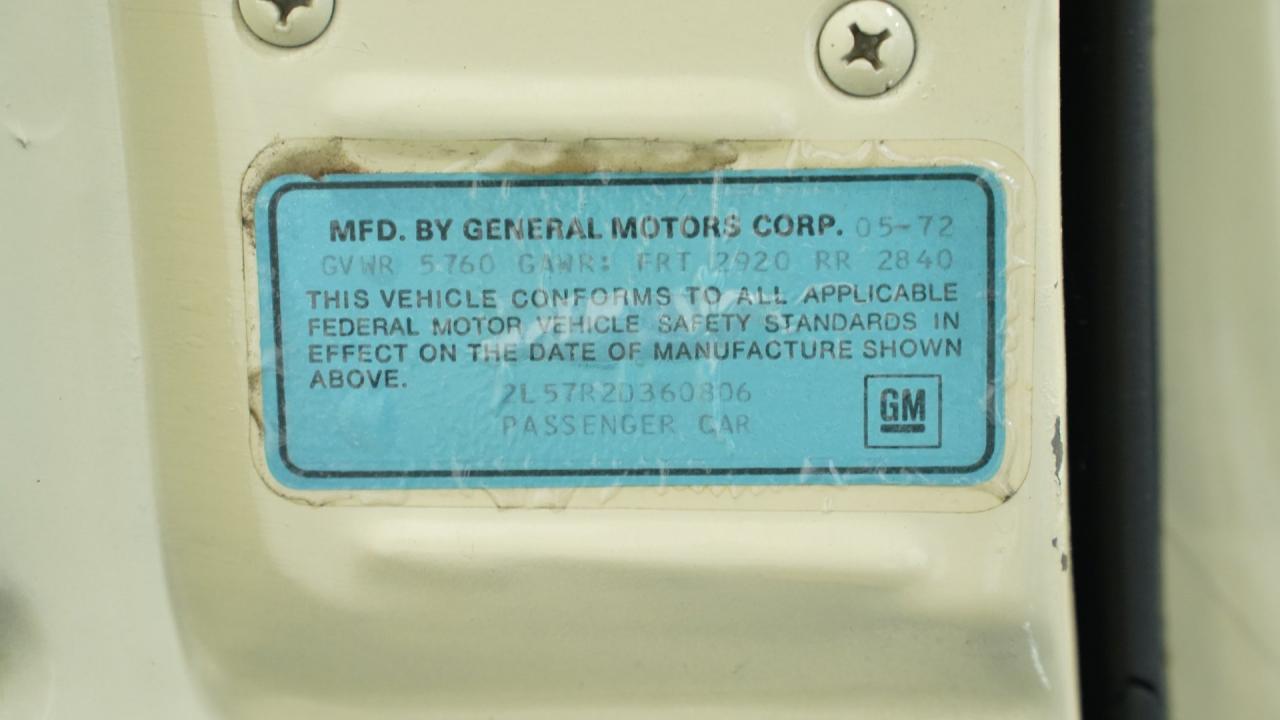 MFD. BY GENERAL MOTORS CORP. 05-72
GVWR 5760 GAWR: FRT 2920 RR 2840
THIS VEHICLE CONFORMS TO ALL APPLICABLE
FEDERAL MOTOR VEHICLE SAFETY STANDARDS IN
EFFECT ON THE DATE OF MANUFACTURE SHOWN
ABOVE.
2L57R2D360806
PASSENGER CAR
GM